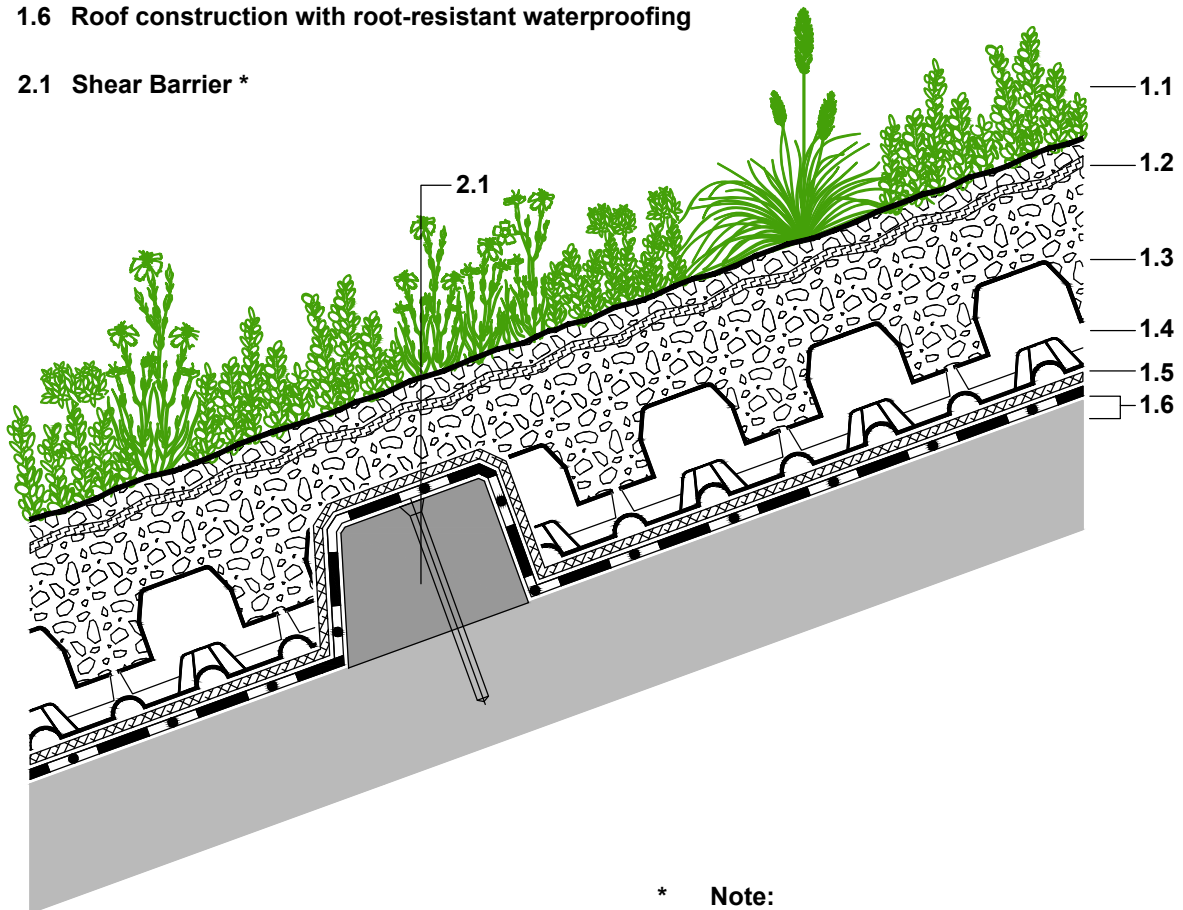 1.6 Roof construction with root-resistant waterproofing
2.1 Shear Barrier *
1.1
1.2
2.1
1.3
1.4
1.5
1.6
* Note: